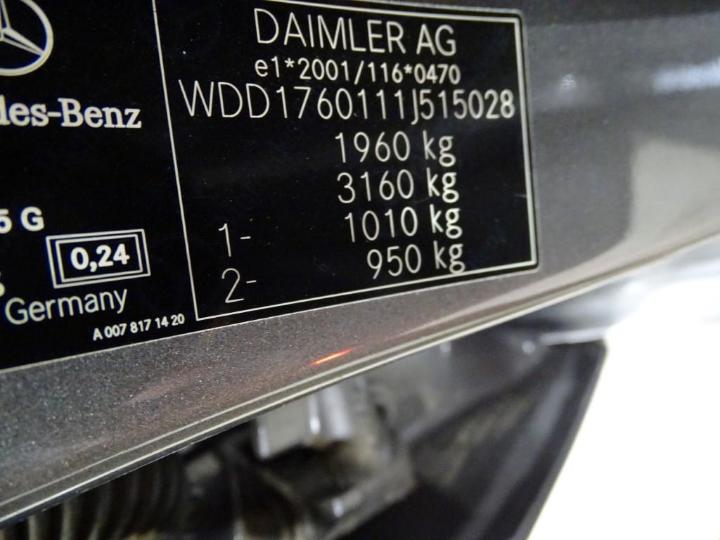 des-Benz
5 G
0,24
Germany
A 007 817 14 20
DAIMLER AG
e1*2001/116*0470
WDD1760111J515028
1960 kg
3160 kg
1- 1010 kg
2- 950 kg